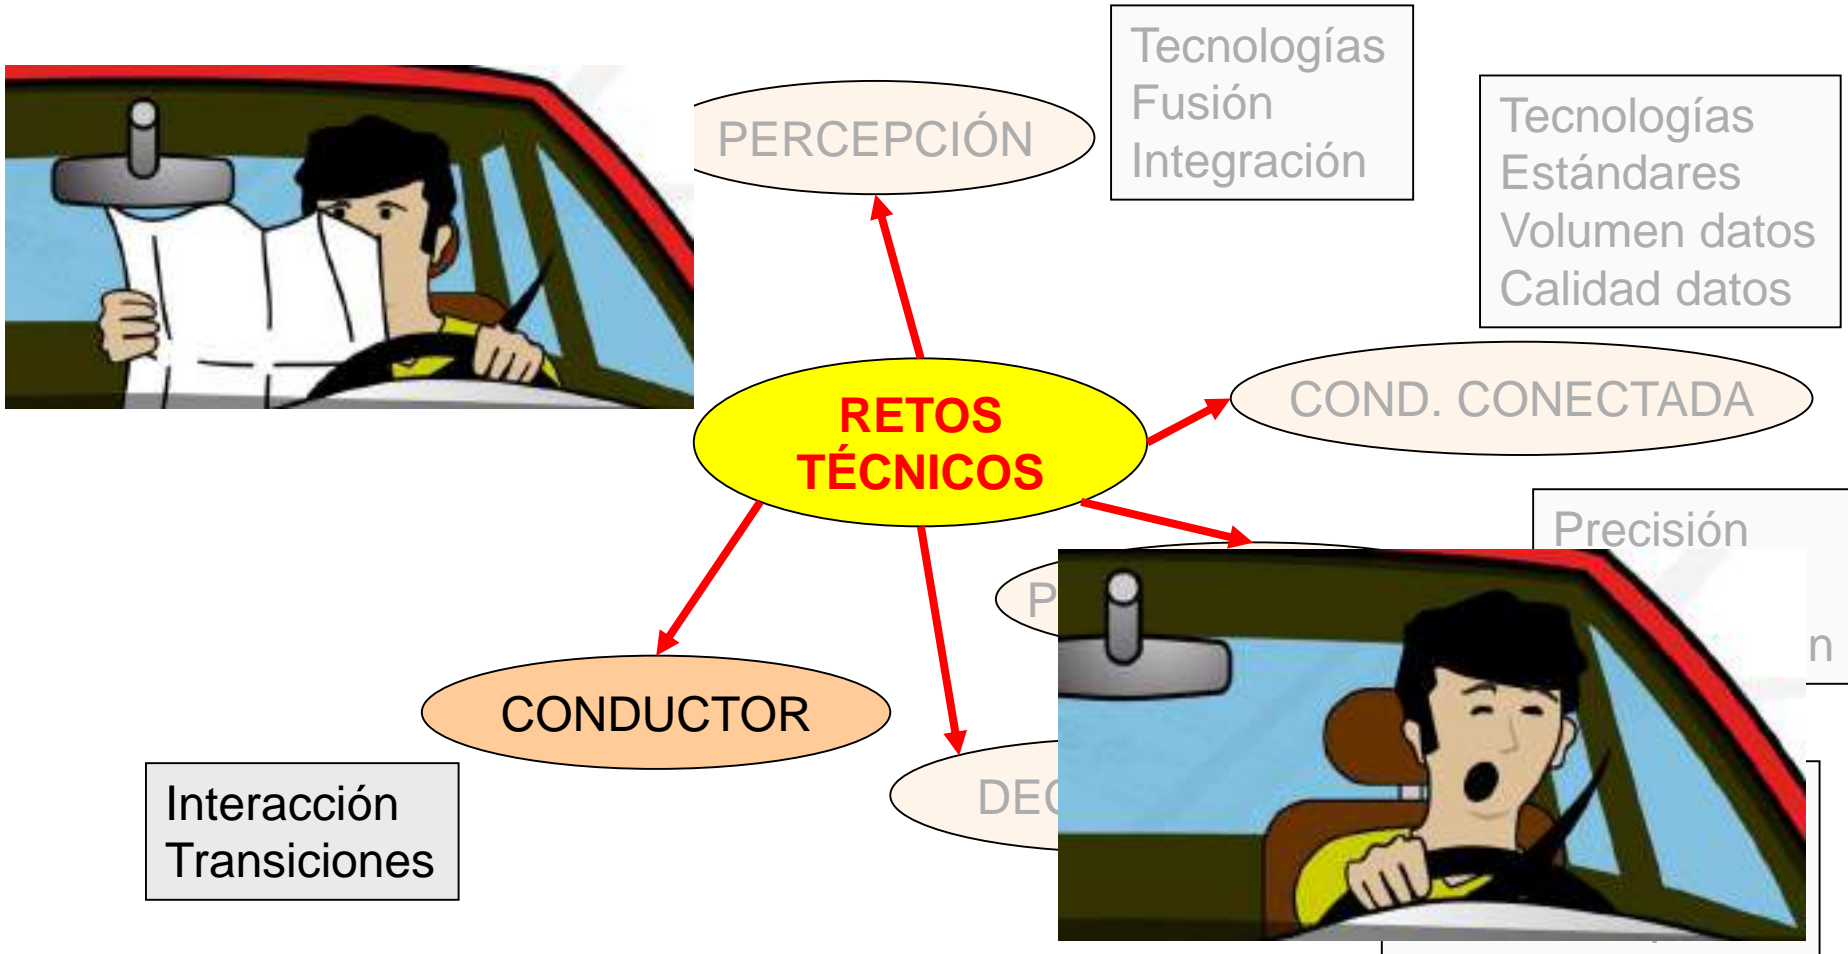 Tecnologías
Fusión
Integración
PERCEPCIÓN
Tecnologías
Estándares
Volumen datos
Calidad datos
RETOS
TÉCNICOS
COND. CONECTADA
Precisión
CONDUCTOR
Interacción
Transiciones